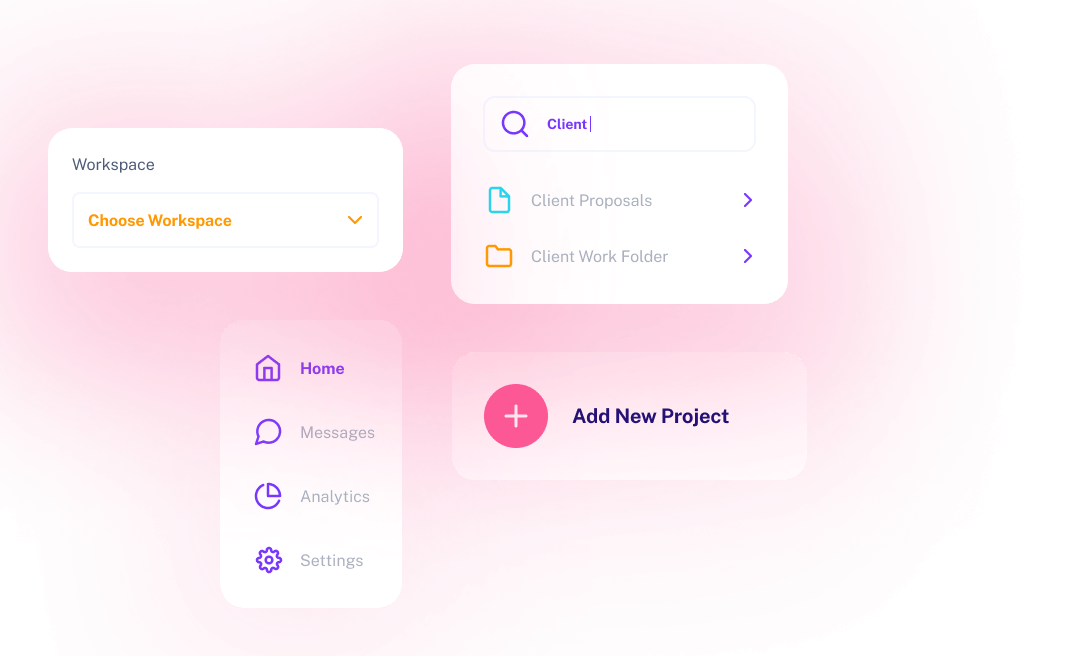 Workspace
Choose Workspace
Client
Client Proposals
Client Work Folder
Home
Messages
Analytics
Settings
Add New Project